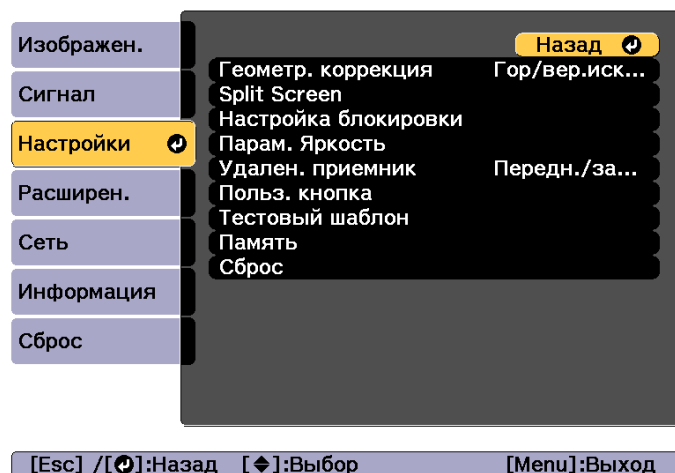 Изображен.
Сигнал
Настройки
Расширен.
Сеть
Информация
Сброс
Назад
Геометр. коррекция Гор/вер.иск...
Split Screen
Настройка блокировки
Парам. Яркость
Удален. приемник Передн./за...
Польз. кнопка
Тестовый шаблон
Память
Сброс
[Esc] /[⏎]:Назад [◆]:Выбор [Menu]:Выход